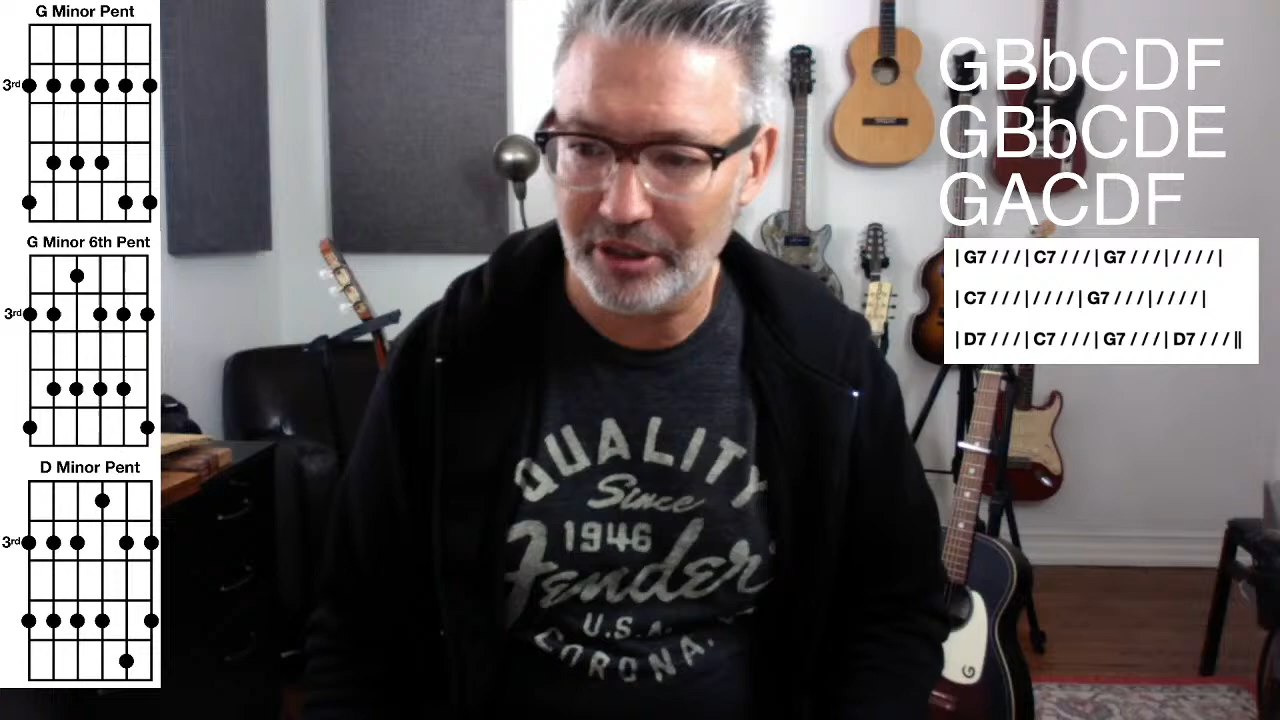 G Minor Pent
3rd
G Minor 6th Pent
3rd
D Minor Pent
3rd
GBbCDF
GBbCDE
GACDF
| G7 / / / | C7 / / / | G7 / / / | / / / / |
| C7 / / / | / / / / | G7 / / / | / / / / |
| D7 / / / | C7 / / / | G7 / / / | D7 / / / ||
QUALITY
Since
1946
Fender
U.S.A.
CORONA,
G